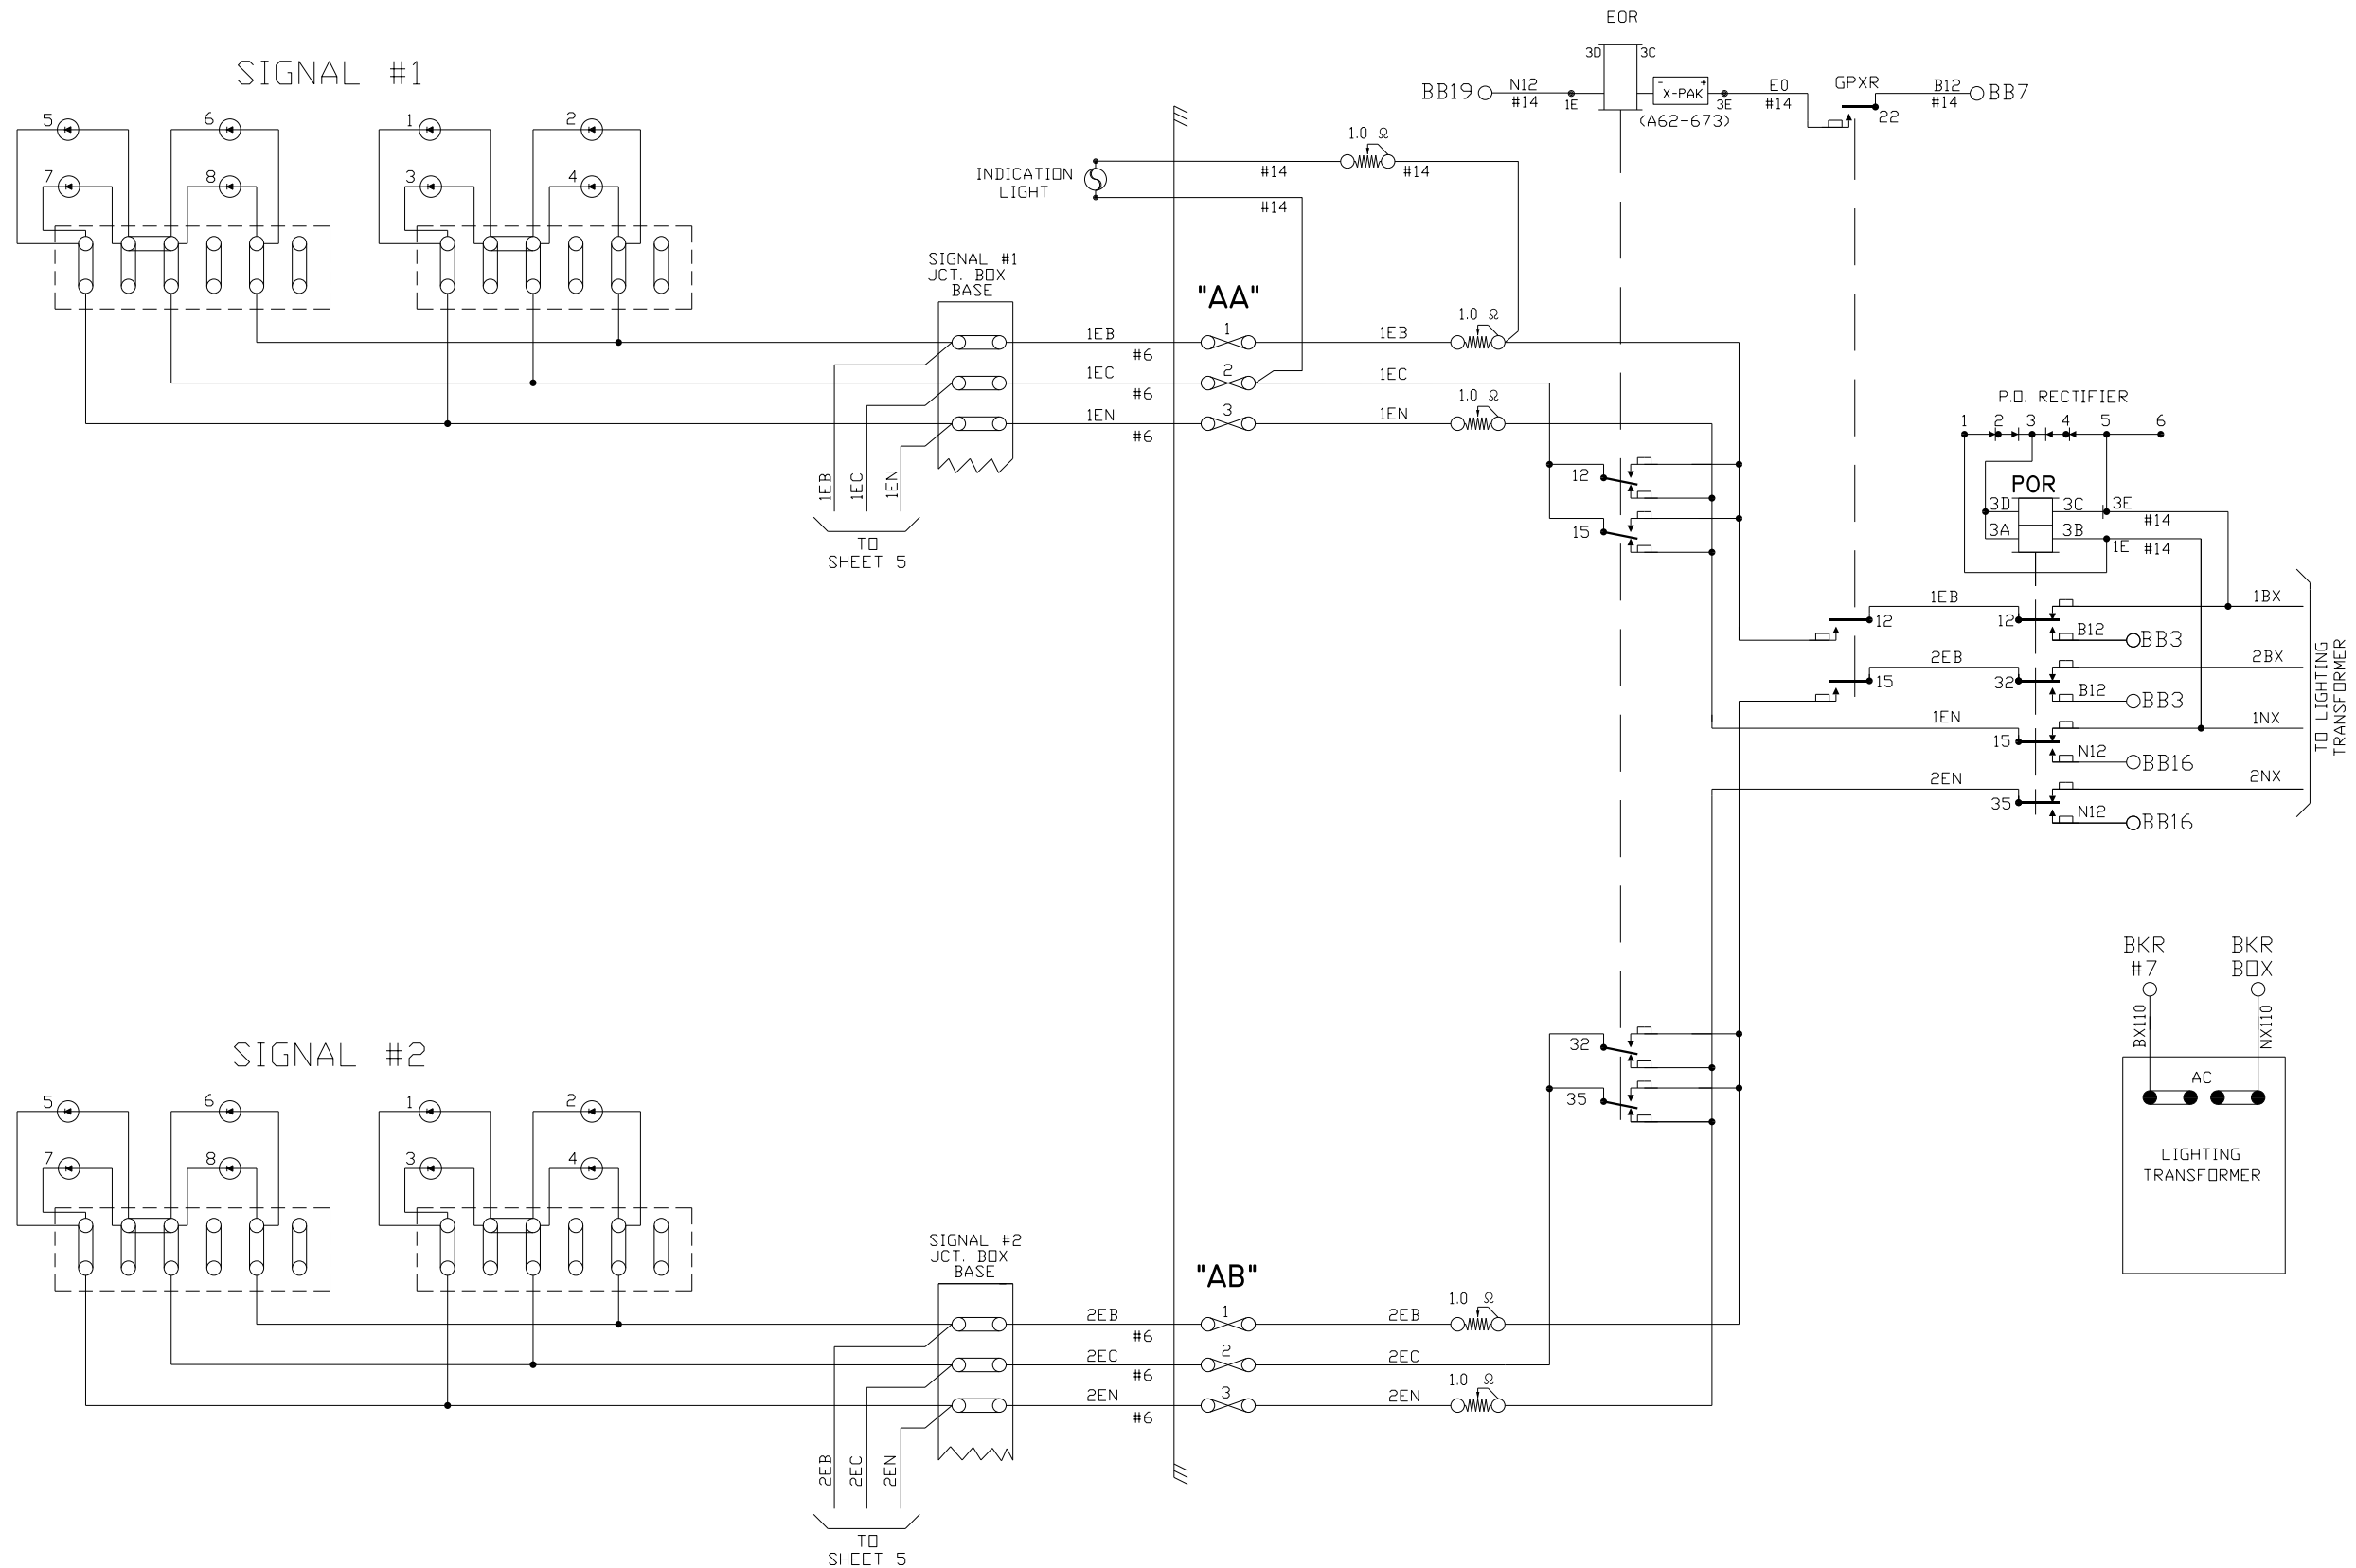 EOR
3D 3C
BB19 N12 #14 1E
X-PAK
- +
3E
(A62-673)
E0
#14
GPXR
22
B12
#14
BB7
SIGNAL #1
5 6 1 2
7 8 3 4
INDICATION
LIGHT
#14
#14
1.0 Ω
#14
SIGNAL #1
JCT. BOX
BASE
"AA"
1EB
#6
1
1EB
1.0 Ω
1EC
#6
2
1EC
1EN
#6
3
1EN
1.0 Ω
1EB
1EC
1EN
TO
SHEET 5
12
15
P.O. RECTIFIER
1 2 3 4 5 6
POR
3D 3C 3E
#14
3A 3B 1E
#14
1EB
12
12
B12
BB3
1BX
2EB
15
32
B12
BB3
2BX
1EN
15
N12
BB16
1NX
2EN
35
N12
BB16
2NX
TO LIGHTING
TRANSFORMER
BKR
#7
BKR
BOX
BX110
NX110
AC
LIGHTING
TRANSFORMER
SIGNAL #2
5 6 1 2
7 8 3 4
32
35
SIGNAL #2
JCT. BOX
BASE
"AB"
2EB
#6
1
2EB
1.0 Ω
2EC
#6
2
2EC
2EN
#6
3
2EN
1.0 Ω
2EB
2EC
2EN
TO
SHEET 5